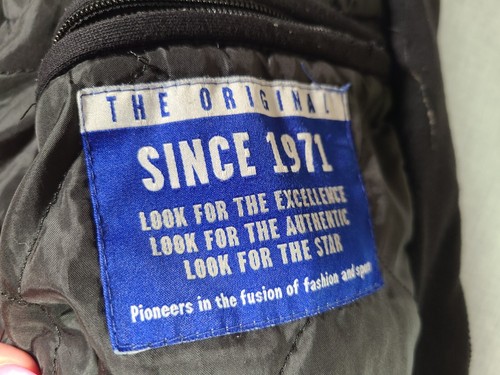 THE ORIGINAL
SINCE 1971
LOOK FOR THE EXCELLENCE
LOOK FOR THE AUTHENTIC
LOOK FOR THE STAR
Pioneers in the fusion of fashion and sport